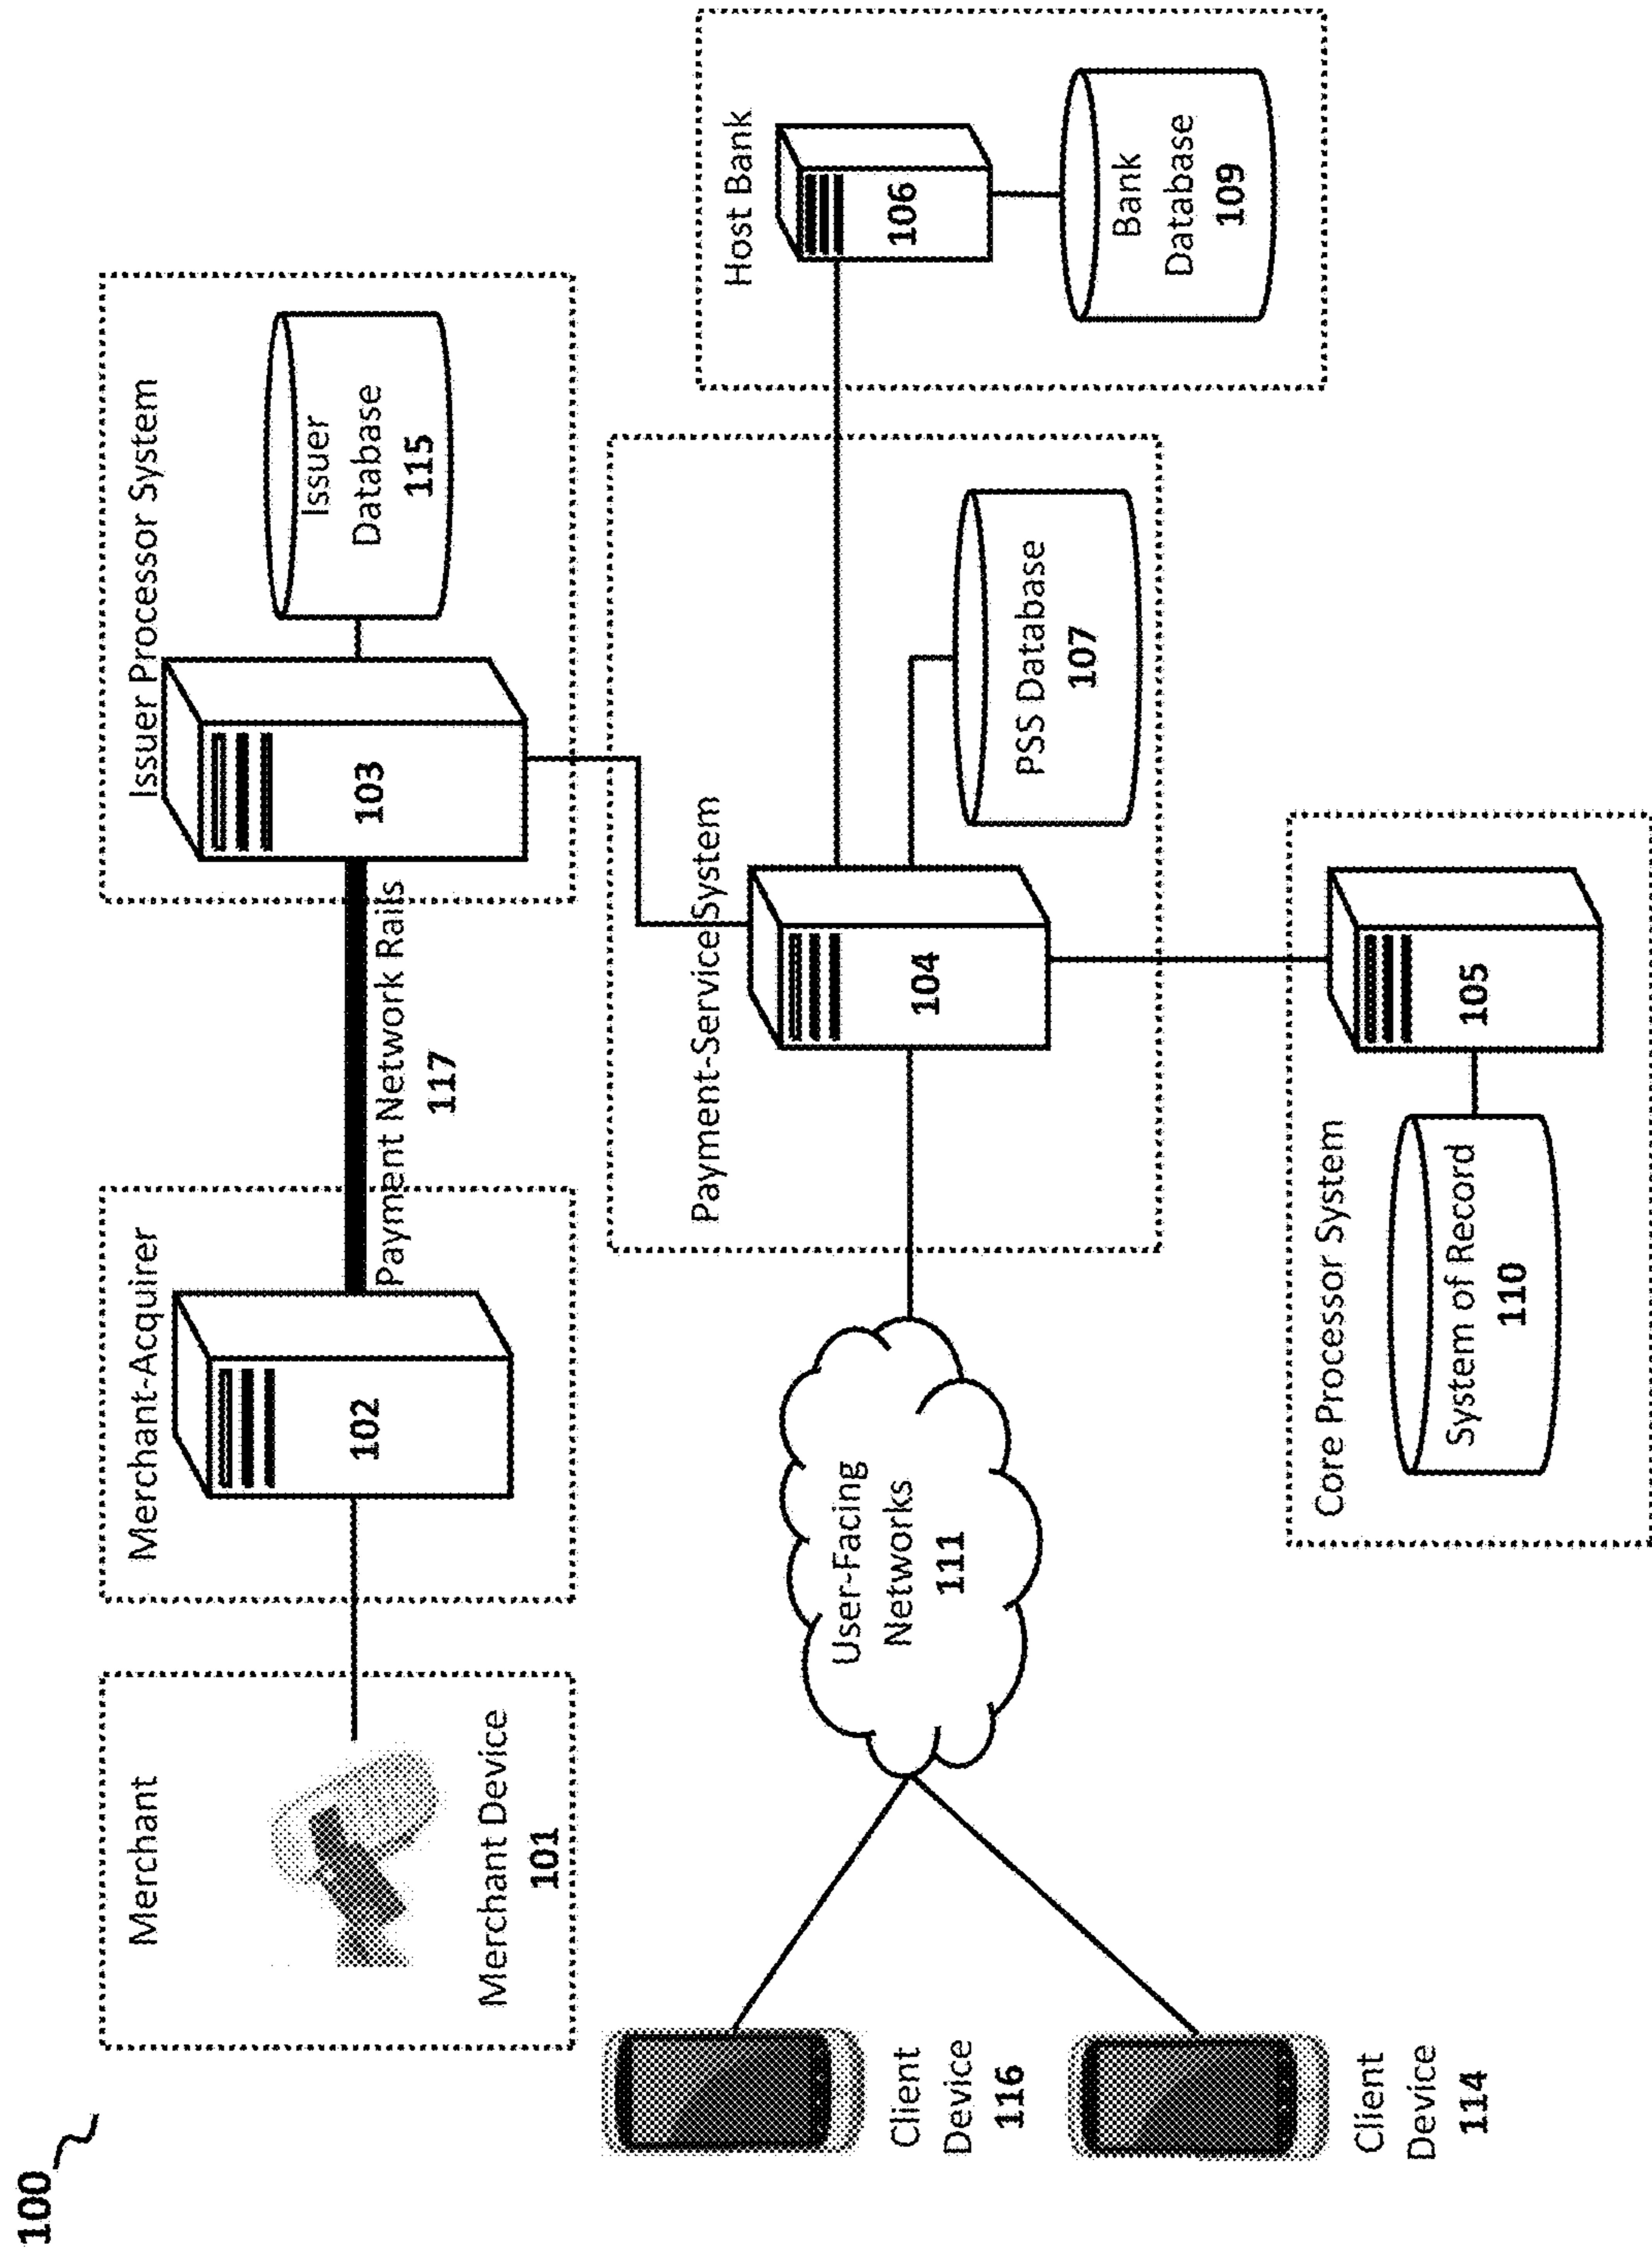 100
Merchant
Merchant Device
101
Merchant-Acquirer
102
Payment Network Rails
117
Issuer Processor System
103
Issuer
Database
115
Client
Device
116
Client
Device
114
User-Facing
Networks
111
Payment-Service System
104
PSS Database
107
Host Bank
106
Bank
Database
109
Core Processor System
System of Record
110
105